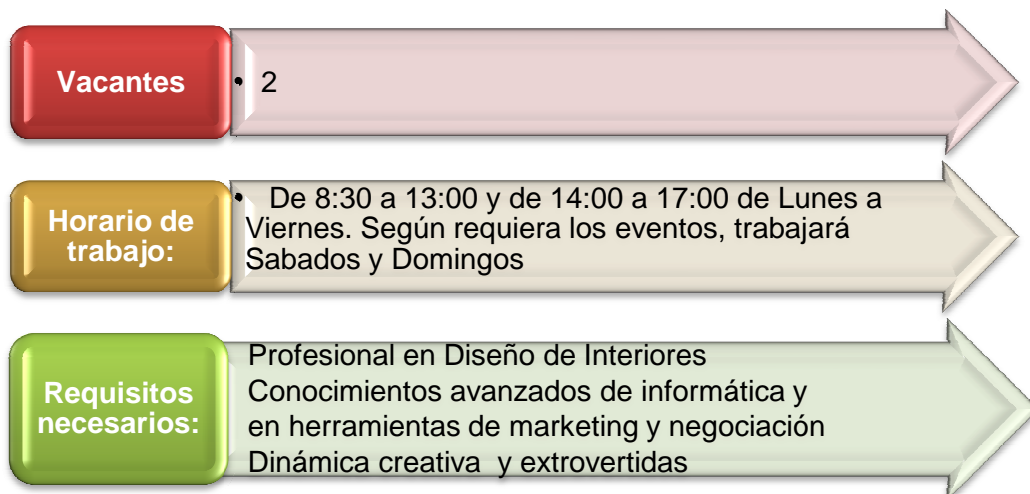 Vacantes
• 2
Horario de
trabajo:
• De 8:30 a 13:00 y de 14:00 a 17:00 de Lunes a
Viernes. Según requiera los eventos, trabajará
Sabados y Domingos
Requisitos
necesarios:
Profesional en Diseño de Interiores
Conocimientos avanzados de informática y
en herramientas de marketing y negociación
Dinámica creativa  y extrovertidas